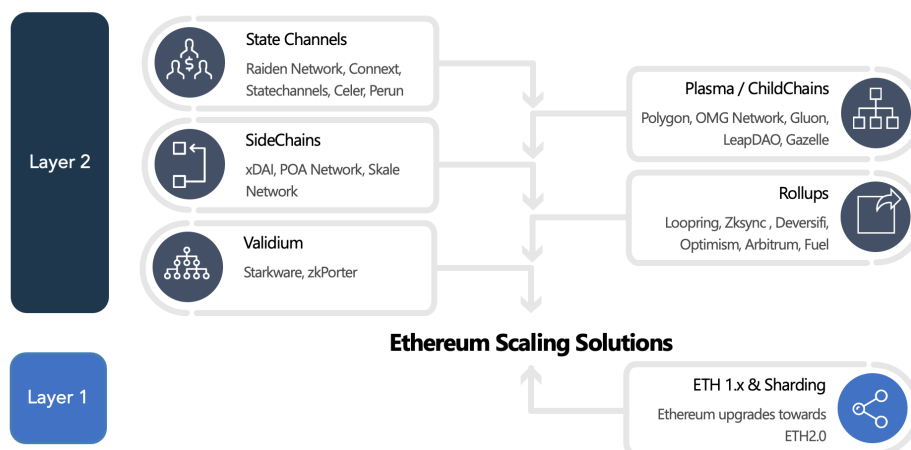 Layer 2
State Channels
Raiden Network, Connext,
Statechannels, Celer, Perun
Plasma / ChildChains
Polygon, OMG Network, Gluon,
LeapDAO, Gazelle
SideChains
xDAI, POA Network, Skale
Network
Rollups
Loopring, Zksync , Deversifi,
Optimism, Arbitrum, Fuel
Validium
Starkware, zkPorter
Ethereum Scaling Solutions
Layer 1
ETH 1.x & Sharding
Ethereum upgrades towards
ETH2.0
$